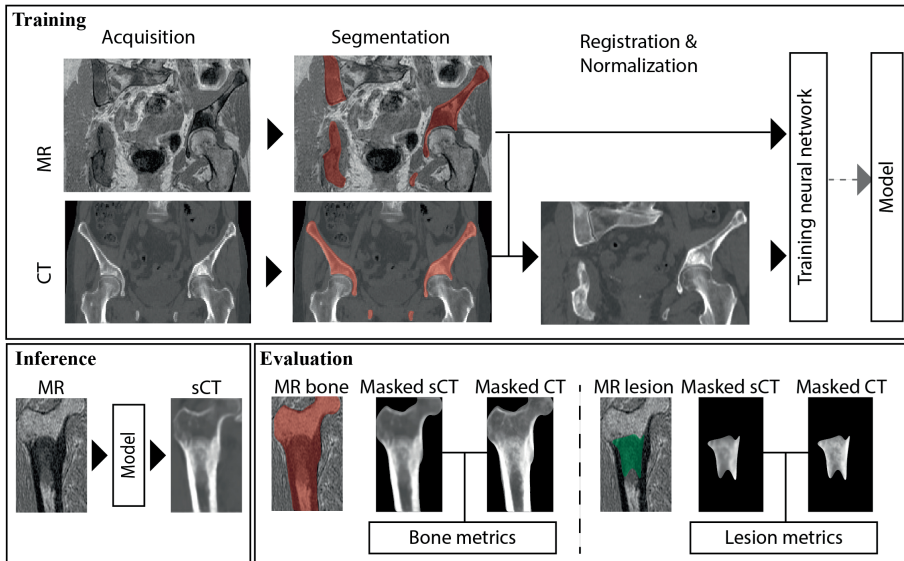 Training
Acquisition
Segmentation
Registration &
Normalization
MR
CT
Training neural network
Model
Inference
MR
sCT
Model
Evaluation
MR bone
Masked sCT
Masked CT
Bone metrics
MR lesion
Masked sCT
Masked CT
Lesion metrics